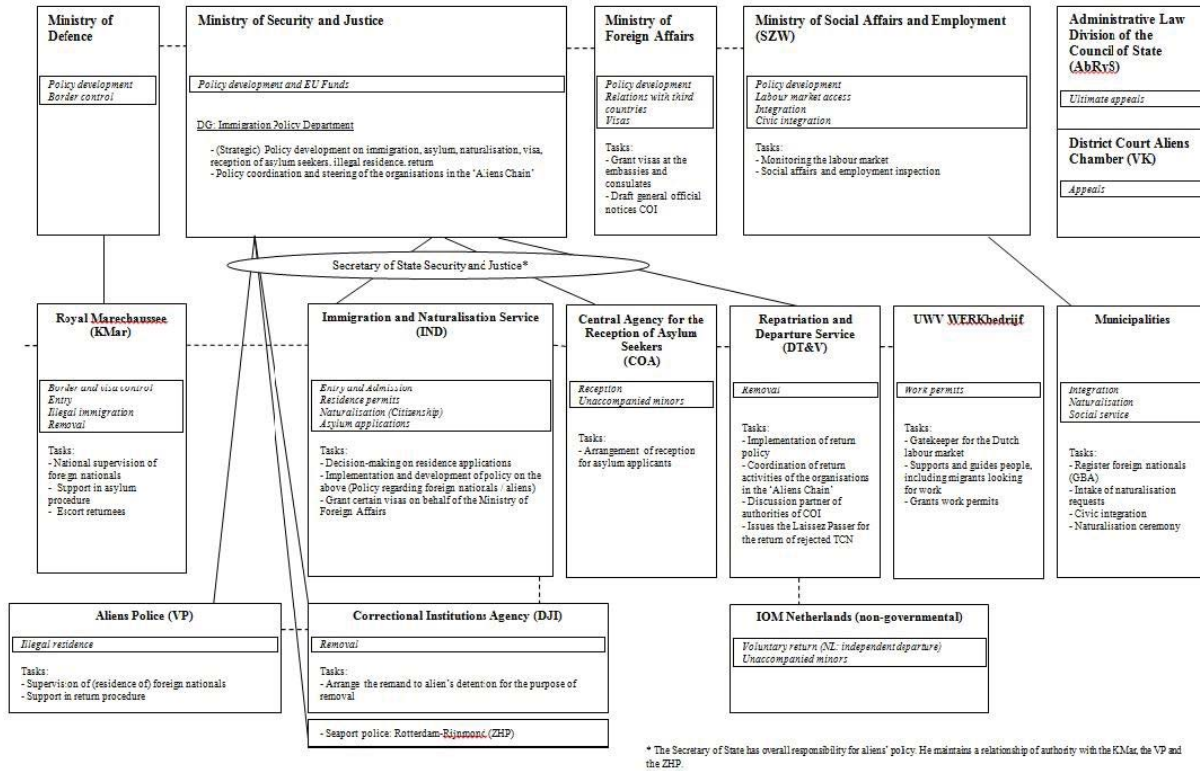 Ministry of
Defence
Policy development
Border control
Ministry of Security and Justice
Policy development and EU Funds
DG: Immigration Policy Department
- (Strategic) Policy development on immigration, asylum, naturalisation, visa,
reception of asylum seekers, illegal residence, return
- Policy coordination and steering of the organisations in the 'Aliens Chain'
Ministry of
Foreign Affairs
Policy development
Relations with third
countries
Visas
Tasks:
- Grant visas at the
embassies and
consulates
- Draft general official
notices COI
Ministry of Social Affairs and Employment
(SZW)
Policy development
Labour market access
Integration
Civic integration
Tasks:
- Monitoring the labour market
- Social affairs and employment inspection
Administrative Law
Division of the
Council of State
(AbRvS)
Ultimate appeals
District Court Aliens
Chamber (VK)
Appeals
Secretary of State Security and Justice*
Royal Marechaussee
(KMar)
Border and visa control
Entry
Illegal immigration
Removal
Tasks:
- National supervision of
foreign nationals
- Support in asylum
procedure
- Escort returnees
Immigration and Naturalisation Service
(IND)
Entry and Admission
Residence permits
Naturalisation (Citizenship)
Asylum applications
Tasks:
- Decision-making on residence applications
- Implementation and development of policy on the
above (Policy regarding foreign nationals / aliens)
- Grant certain visas on behalf of the Ministry of
Foreign Affairs
Central Agency for the
Reception of Asylum
Seekers
(COA)
Reception
Unaccompanied minors
Tasks:
- Arrangement of reception
for asylum applicants
Repatriation and
Departure Service
(DT&V)
Removal
Tasks:
- Implementation of return
policy
- Coordination of return
activities of the organisations
in the 'Aliens Chain'
- Discussion partner of
authorities of COI
- Issues the Laissez Passer for
the return of rejected TCN
UWV WERKbedrijf
Work permits
Tasks:
- Gatekeeper for the Dutch
labour market
- Supports and guides people,
including migrants looking
for work
- Grants work permits
Municipalities
Integration
Naturalisation
Social service
Tasks:
- Register foreign nationals
(GBA)
- Intake of naturalisation
requests
- Civic integration
- Naturalisation ceremony
Aliens Police (VP)
Illegal residence
Tasks:
- Supervision of (residence of) foreign nationals
- Support in return procedure
Correctional Institutions Agency (DJI)
Removal
Tasks:
- Arrange the remand to alien's detention for the purpose of
removal
- Seaport police: Rotterdam-Rijnmond (ZHP)
IOM Netherlands (non-governmental)
Voluntary return (NL: independent departure)
Unaccompanied minors
* The Secretary of State has overall responsibility for aliens' policy. He maintains a relationship of authority with the KMar, the VP and
the ZHP.